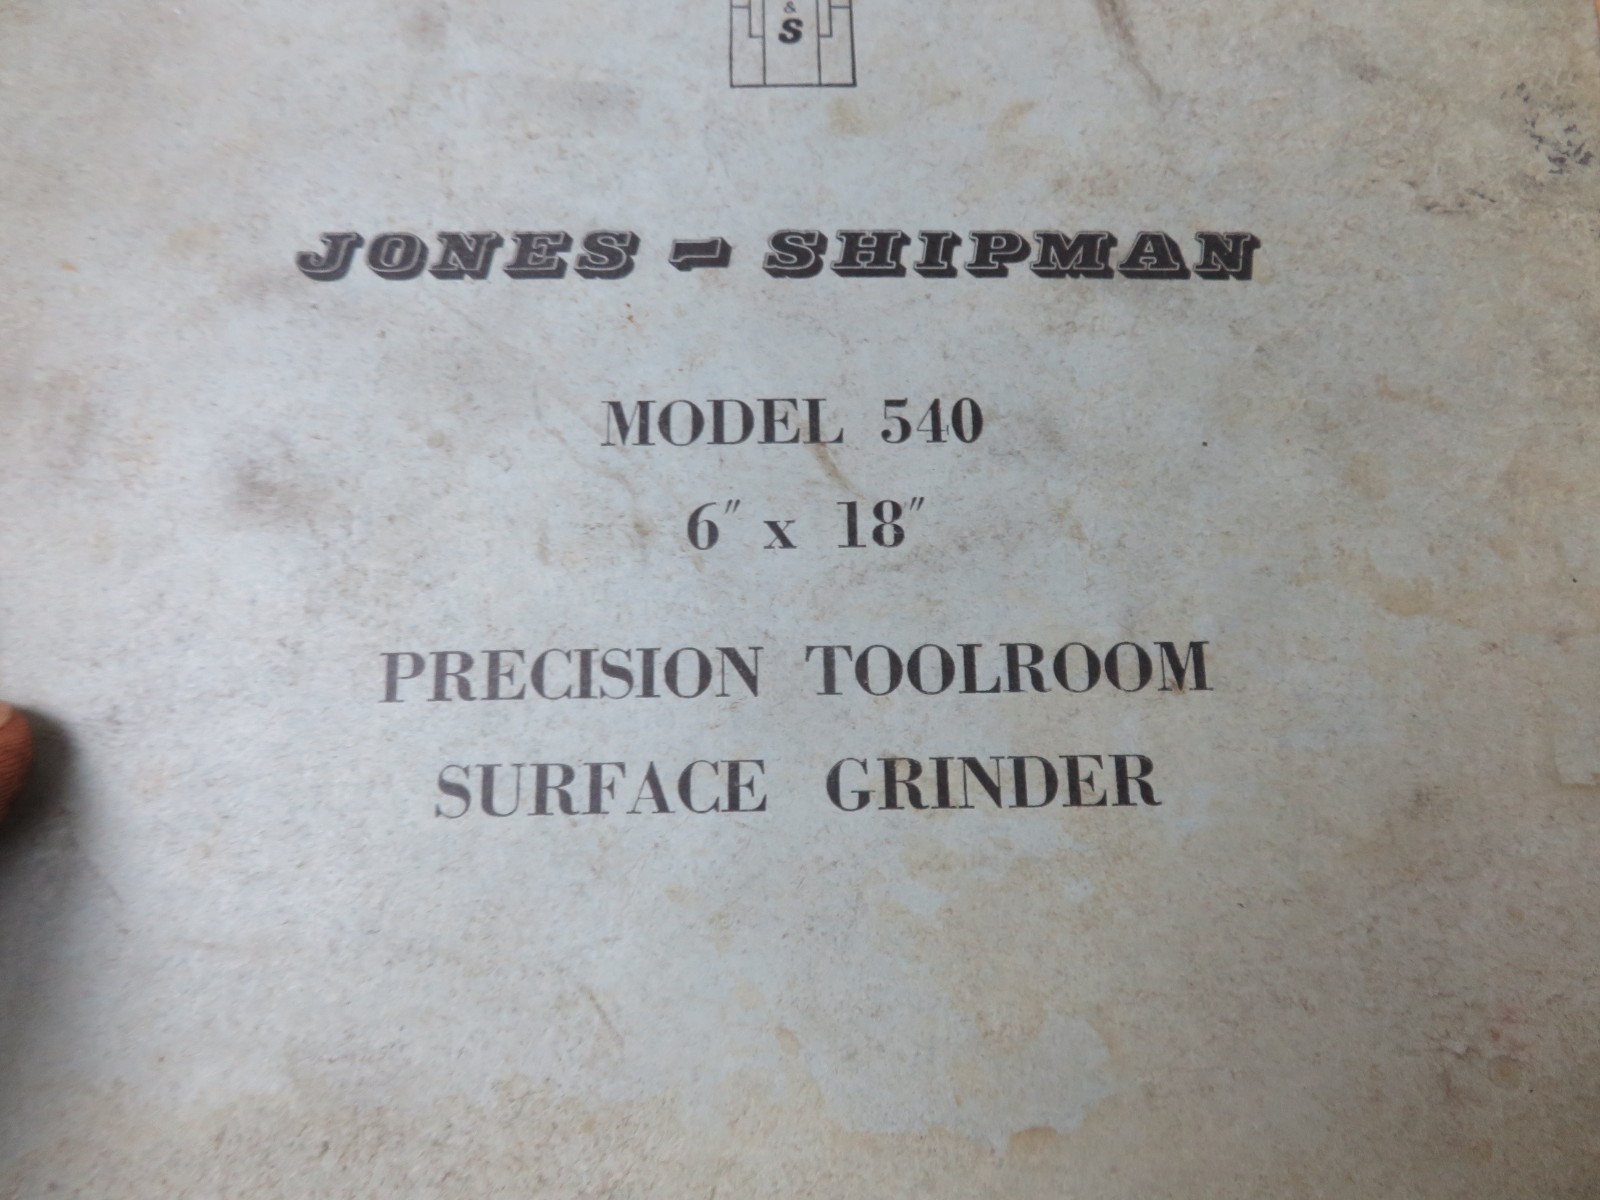 &
S
JONES - SHIPMAN
MODEL 540
6" x 18"
PRECISION TOOLROOM
SURFACE GRINDER